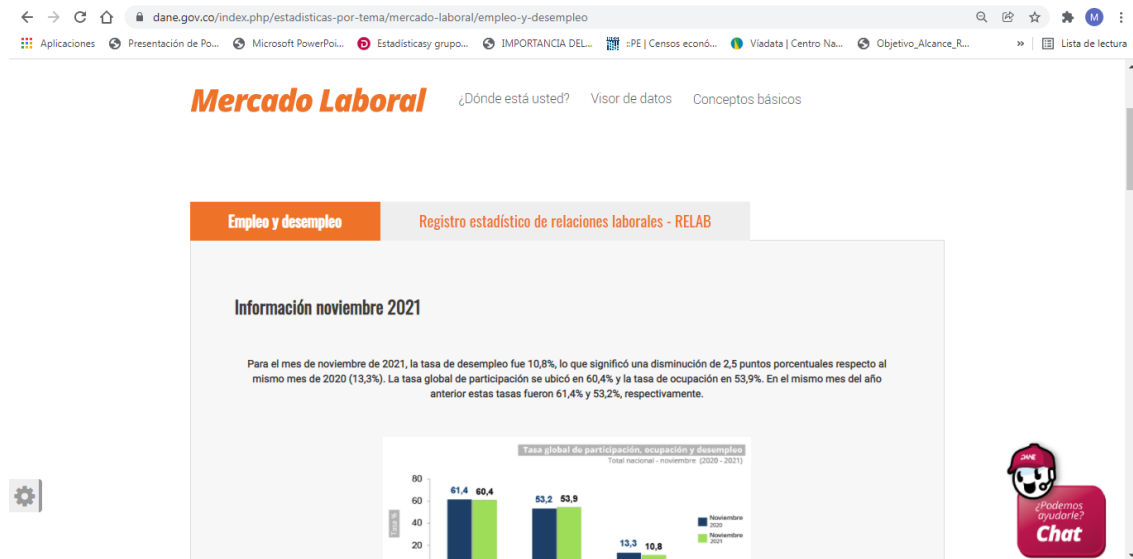 dane.gov.co/index.php/estadisticas-por-tema/mercado-laboral/empleo-y-desempleo
M
Aplicaciones Presentación de Po... Microsoft PowerPoi... Estadísticasy grupo... IMPORTANCIA DEL... ::PE | Censos econó... Víadata | Centro Na... Objetivo_Alcance_R... » Lista de lectura
Mercado Laboral ¿Dónde está usted? Visor de datos Conceptos básicos
Empleo y desempleo Registro estadístico de relaciones laborales - RELAB
Información noviembre 2021
Para el mes de noviembre de 2021, la tasa de desempleo fue 10,8%, lo que significó una disminución de 2,5 puntos porcentuales respecto al
mismo mes de 2020 (13,3%). La tasa global de participación se ubicó en 60,4% y la tasa de ocupación en 53,9%. En el mismo mes del año
anterior estas tasas fueron 61,4% y 53,2%, respectivamente.
Tasa global de participación, ocupación y desempleo
Total nacional - noviembre (2020 - 2021)
80
60
40
20
Tasa %
61,4 60,4
53,2 53,9
13,3 10,8
Noviembre
2020
Noviembre
2021
DANE
¿Podemos
ayudarle?
Chat